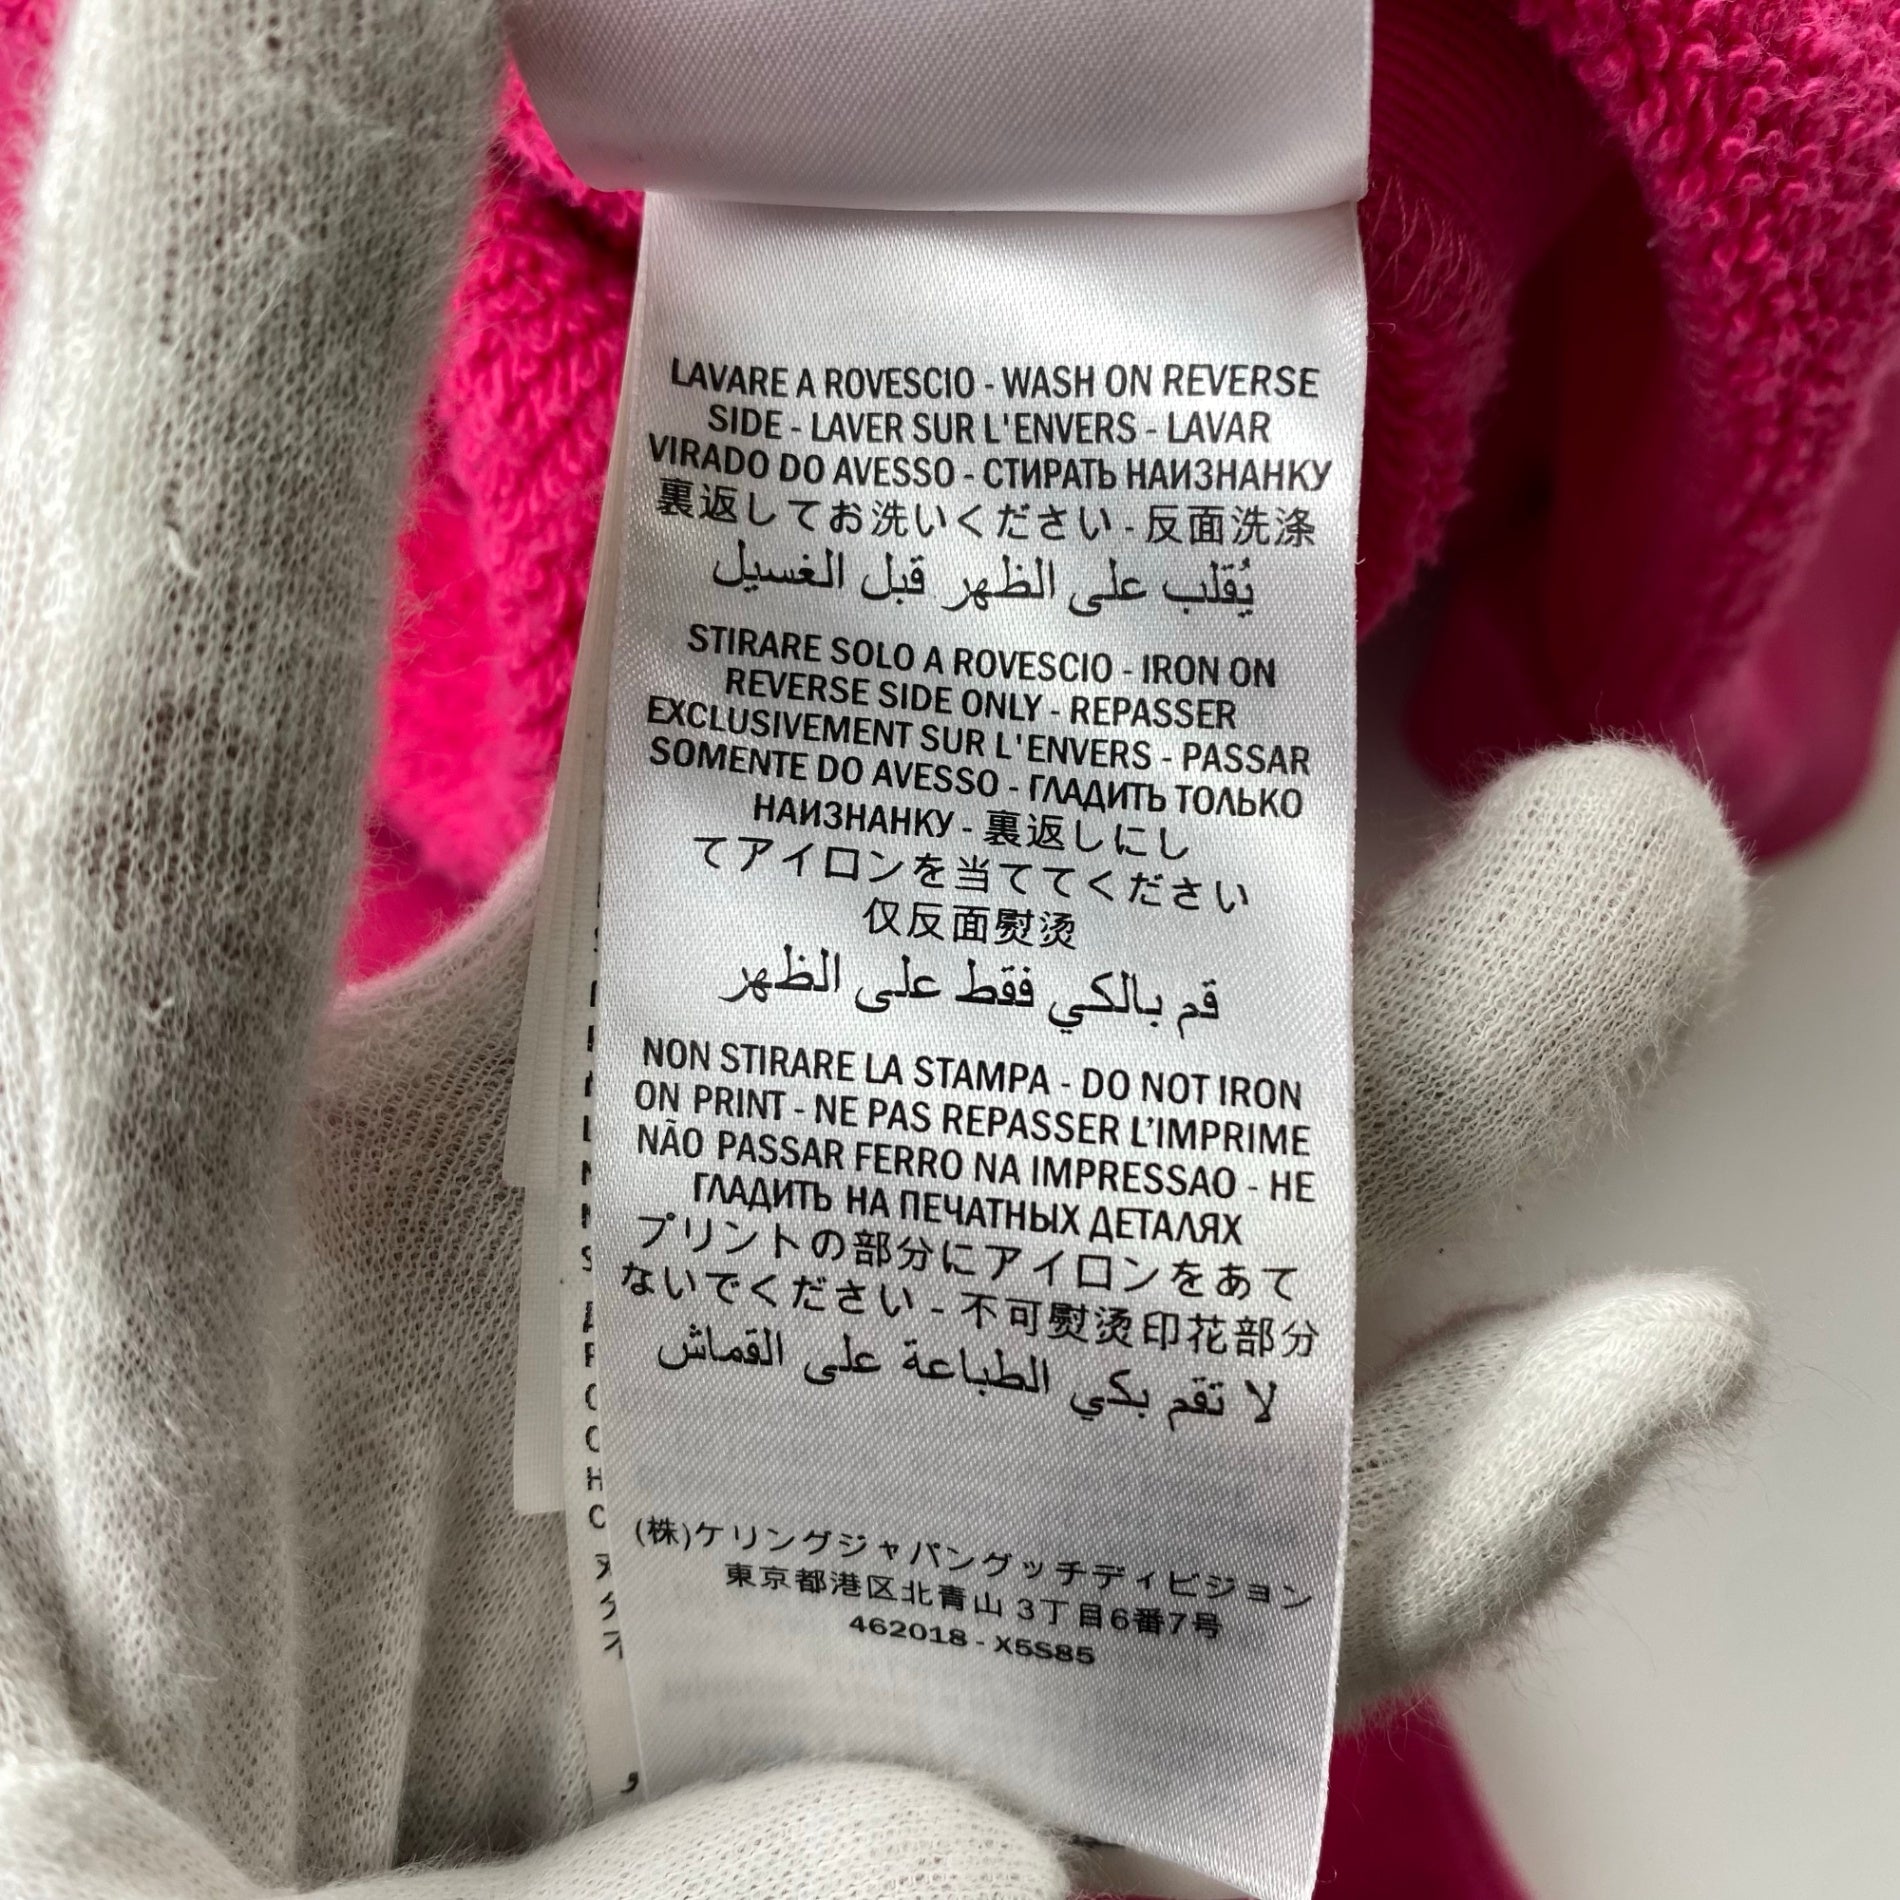 LAVARE A ROVESCIO - WASH ON REVERSE
SIDE - LAVER SUR L'ENVERS - LAVAR
VIRADO DO AVESSO - СТИРАТЬ НАИЗНАНКУ
裏返してお洗いください - 反面洗涤
يُقلب على الظهر قبل الغسيل
STIRARE SOLO A ROVESCIO - IRON ON
REVERSE SIDE ONLY - REPASSER
EXCLUSIVEMENT SUR L'ENVERS - PASSAR
SOMENTE DO AVESSO - ГЛАДИТЬ ТОЛЬКО
НАИЗНАНКУ - 裏返しにし
てアイロンを当ててください
仅反面熨烫
قم بالكي فقط على الظهر
NON STIRARE LA STAMPA - DO NOT IRON
ON PRINT - NE PAS REPASSER L’IMPRIME
NÃO PASSAR FERRO NA IMPRESSAO - НЕ
ГЛАДИТЬ НА ПЕЧАТНЫХ ДЕТАЛЯХ
プリントの部分にアイロンをあて
ないでください - 不可熨烫印花部分
لا تقم بكي الطباعة على القماش
(株)ケリングジャパングッチディビジョン
東京都港区北青山 3丁目6番7号
462018 - X5S85